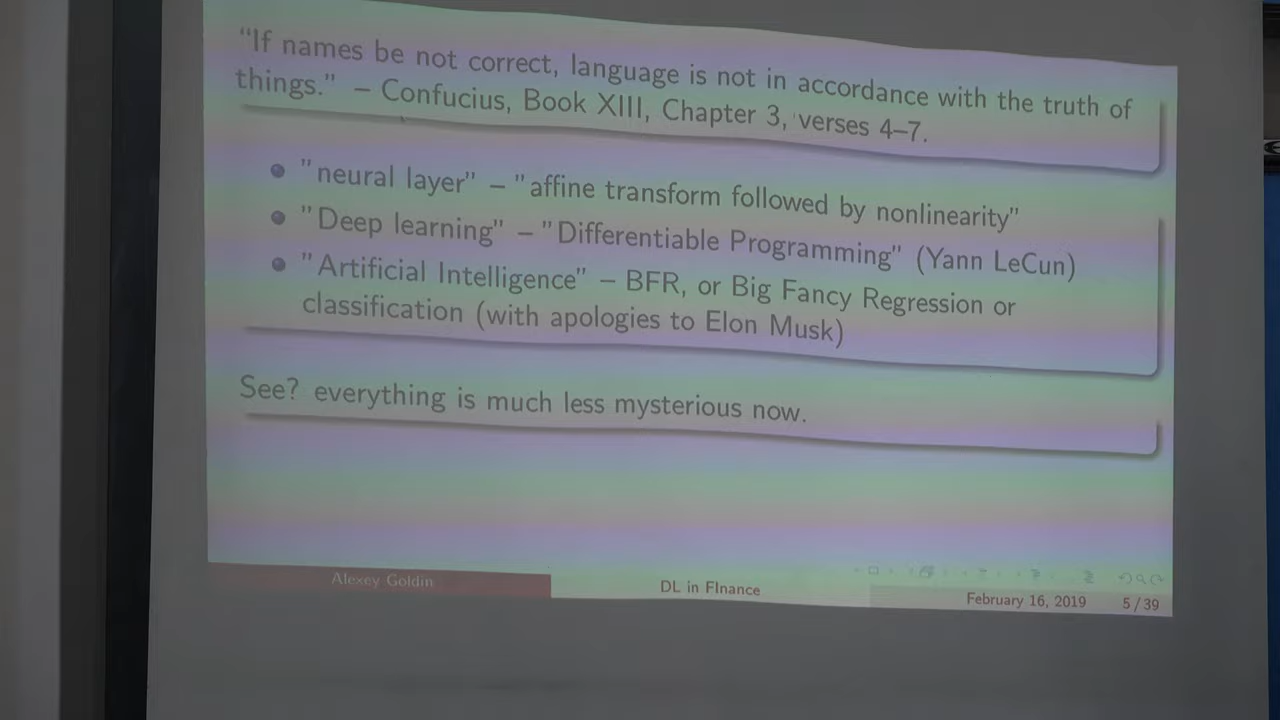 “If names be not correct, language is not in accordance with the truth of
things.” – Confucius, Book XIII, Chapter 3, verses 4–7.
"neural layer" – "affine transform followed by nonlinearity"
"Deep learning" – "Differentiable Programming" (Yann LeCun)
"Artificial Intelligence" – BFR, or Big Fancy Regression or
classification (with apologies to Elon Musk)
See? everything is much less mysterious now.
Alexey Goldin
DL in FInance
February 16, 2019
5 / 39